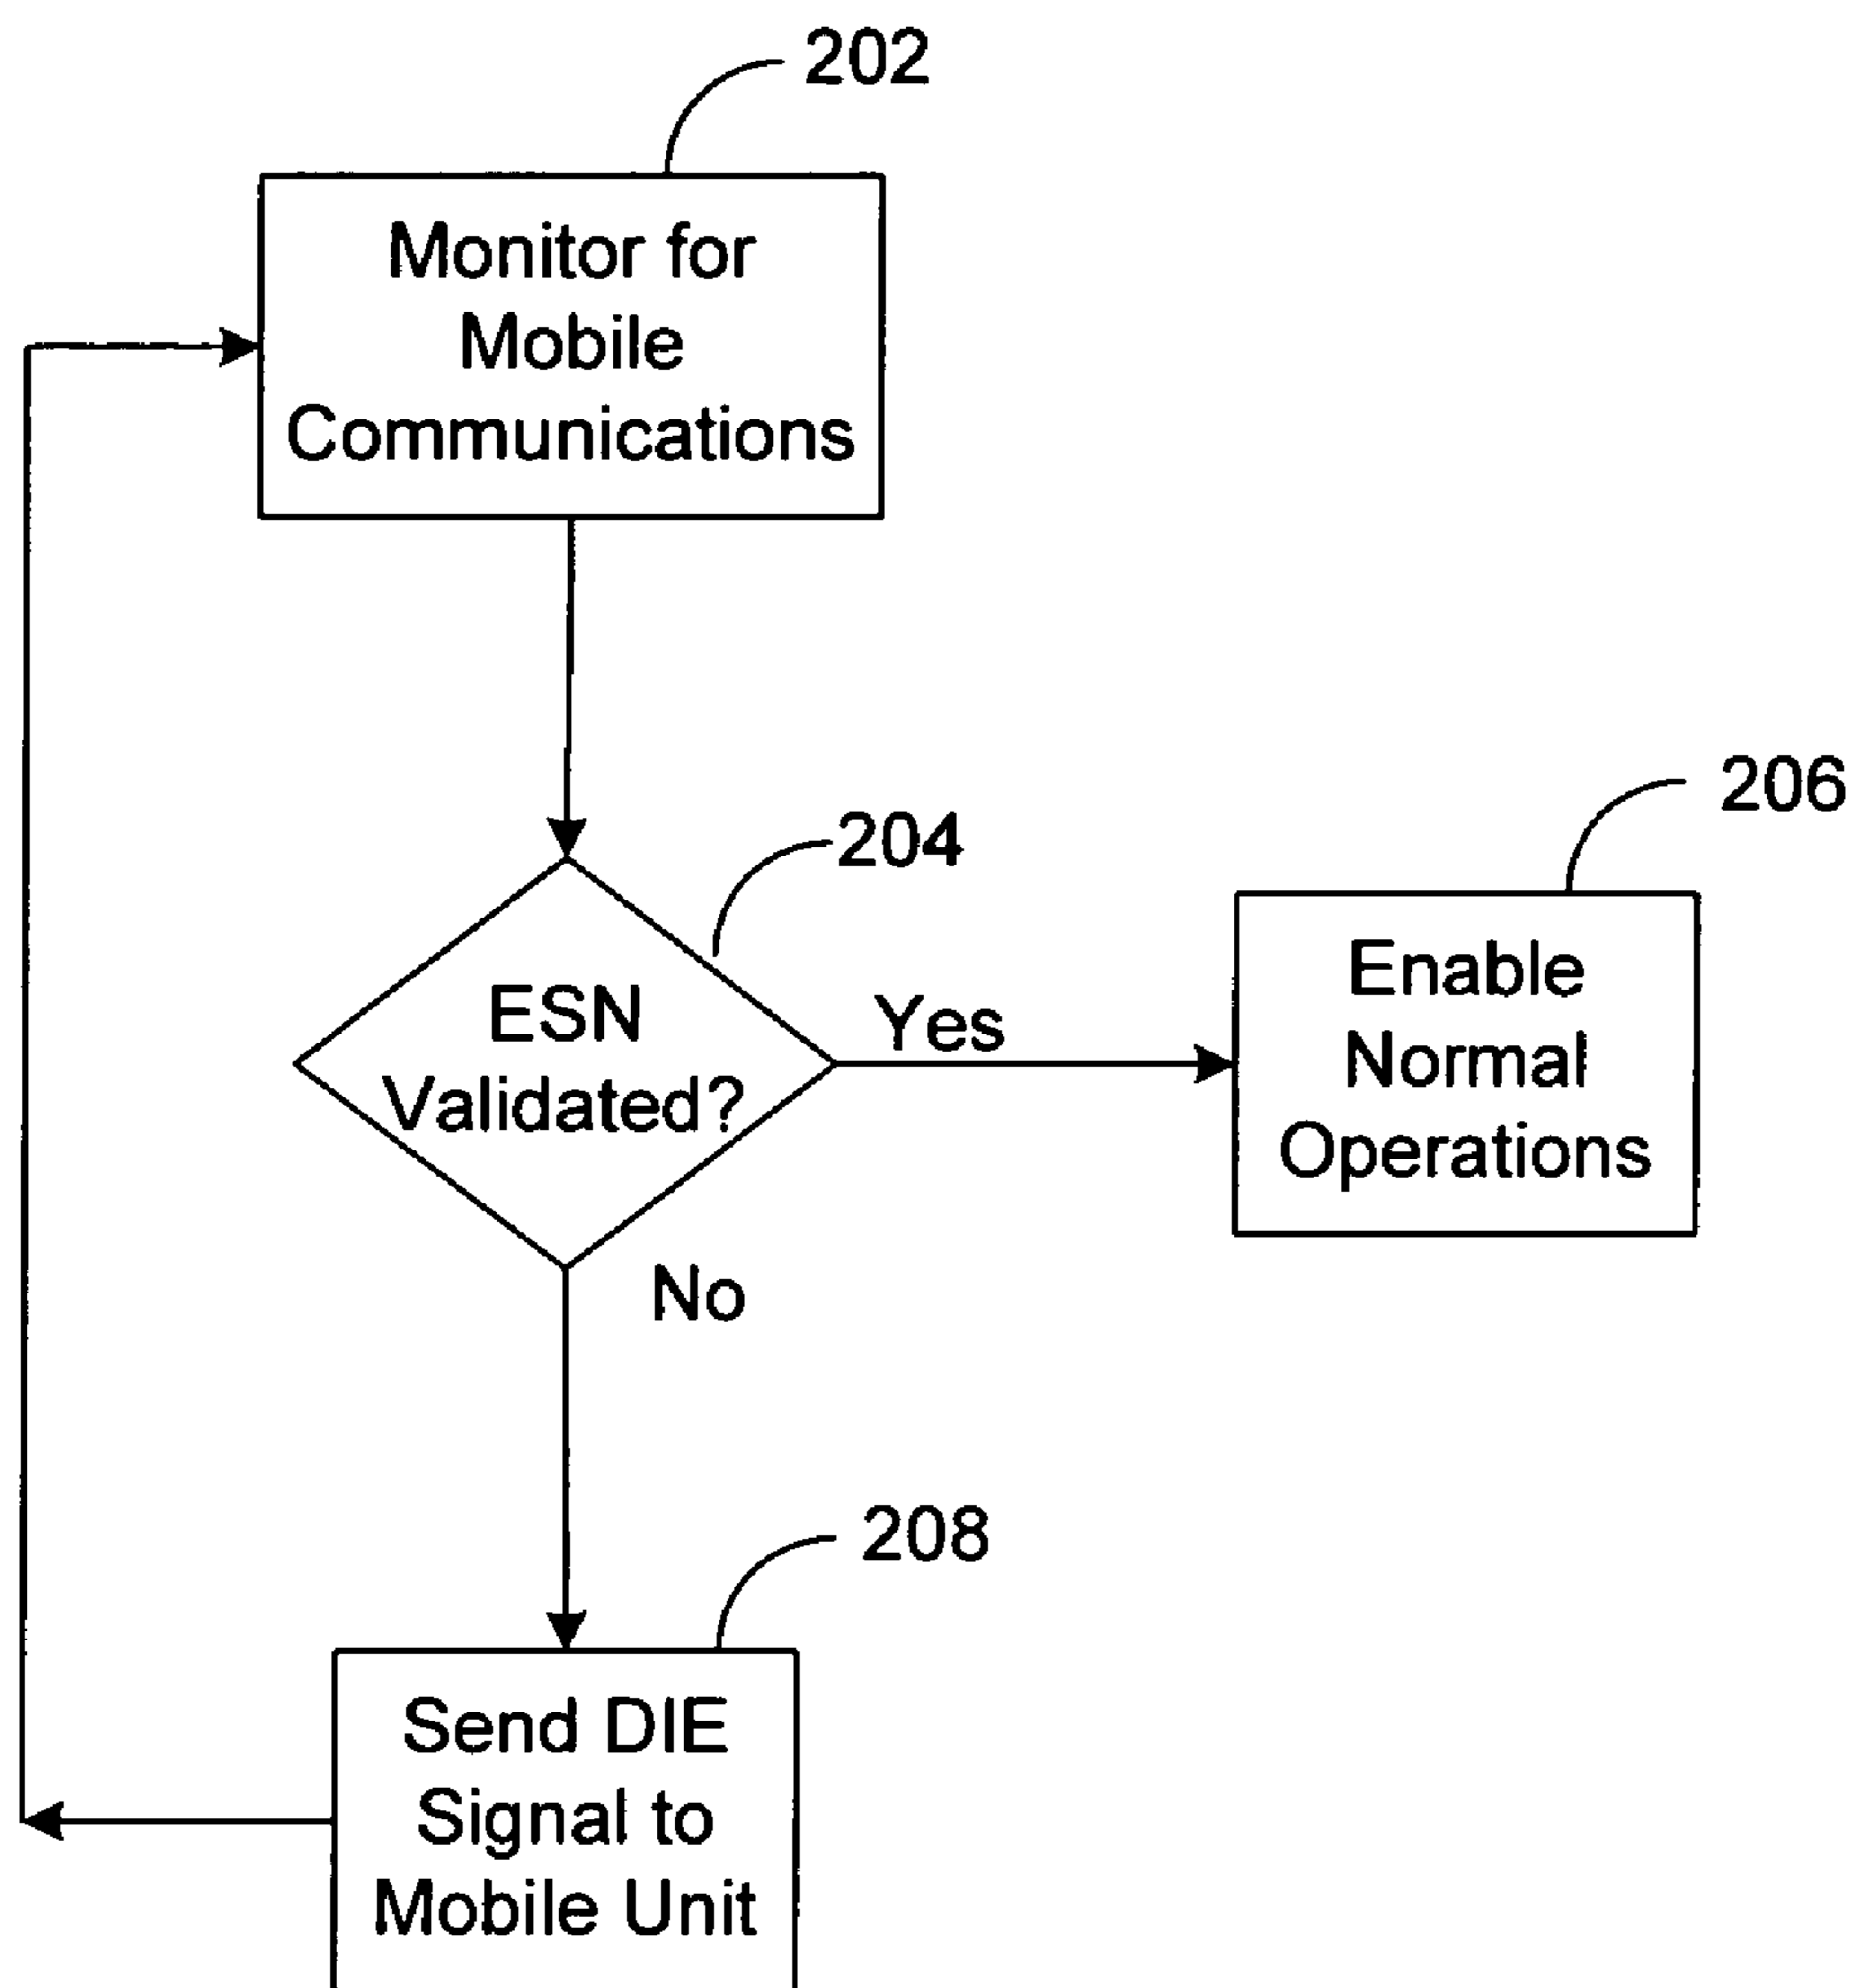 202
Monitor for
Mobile
Communications
204
ESN
Validated?
Yes
No
206
Enable
Normal
Operations
208
Send DIE
Signal to
Mobile Unit